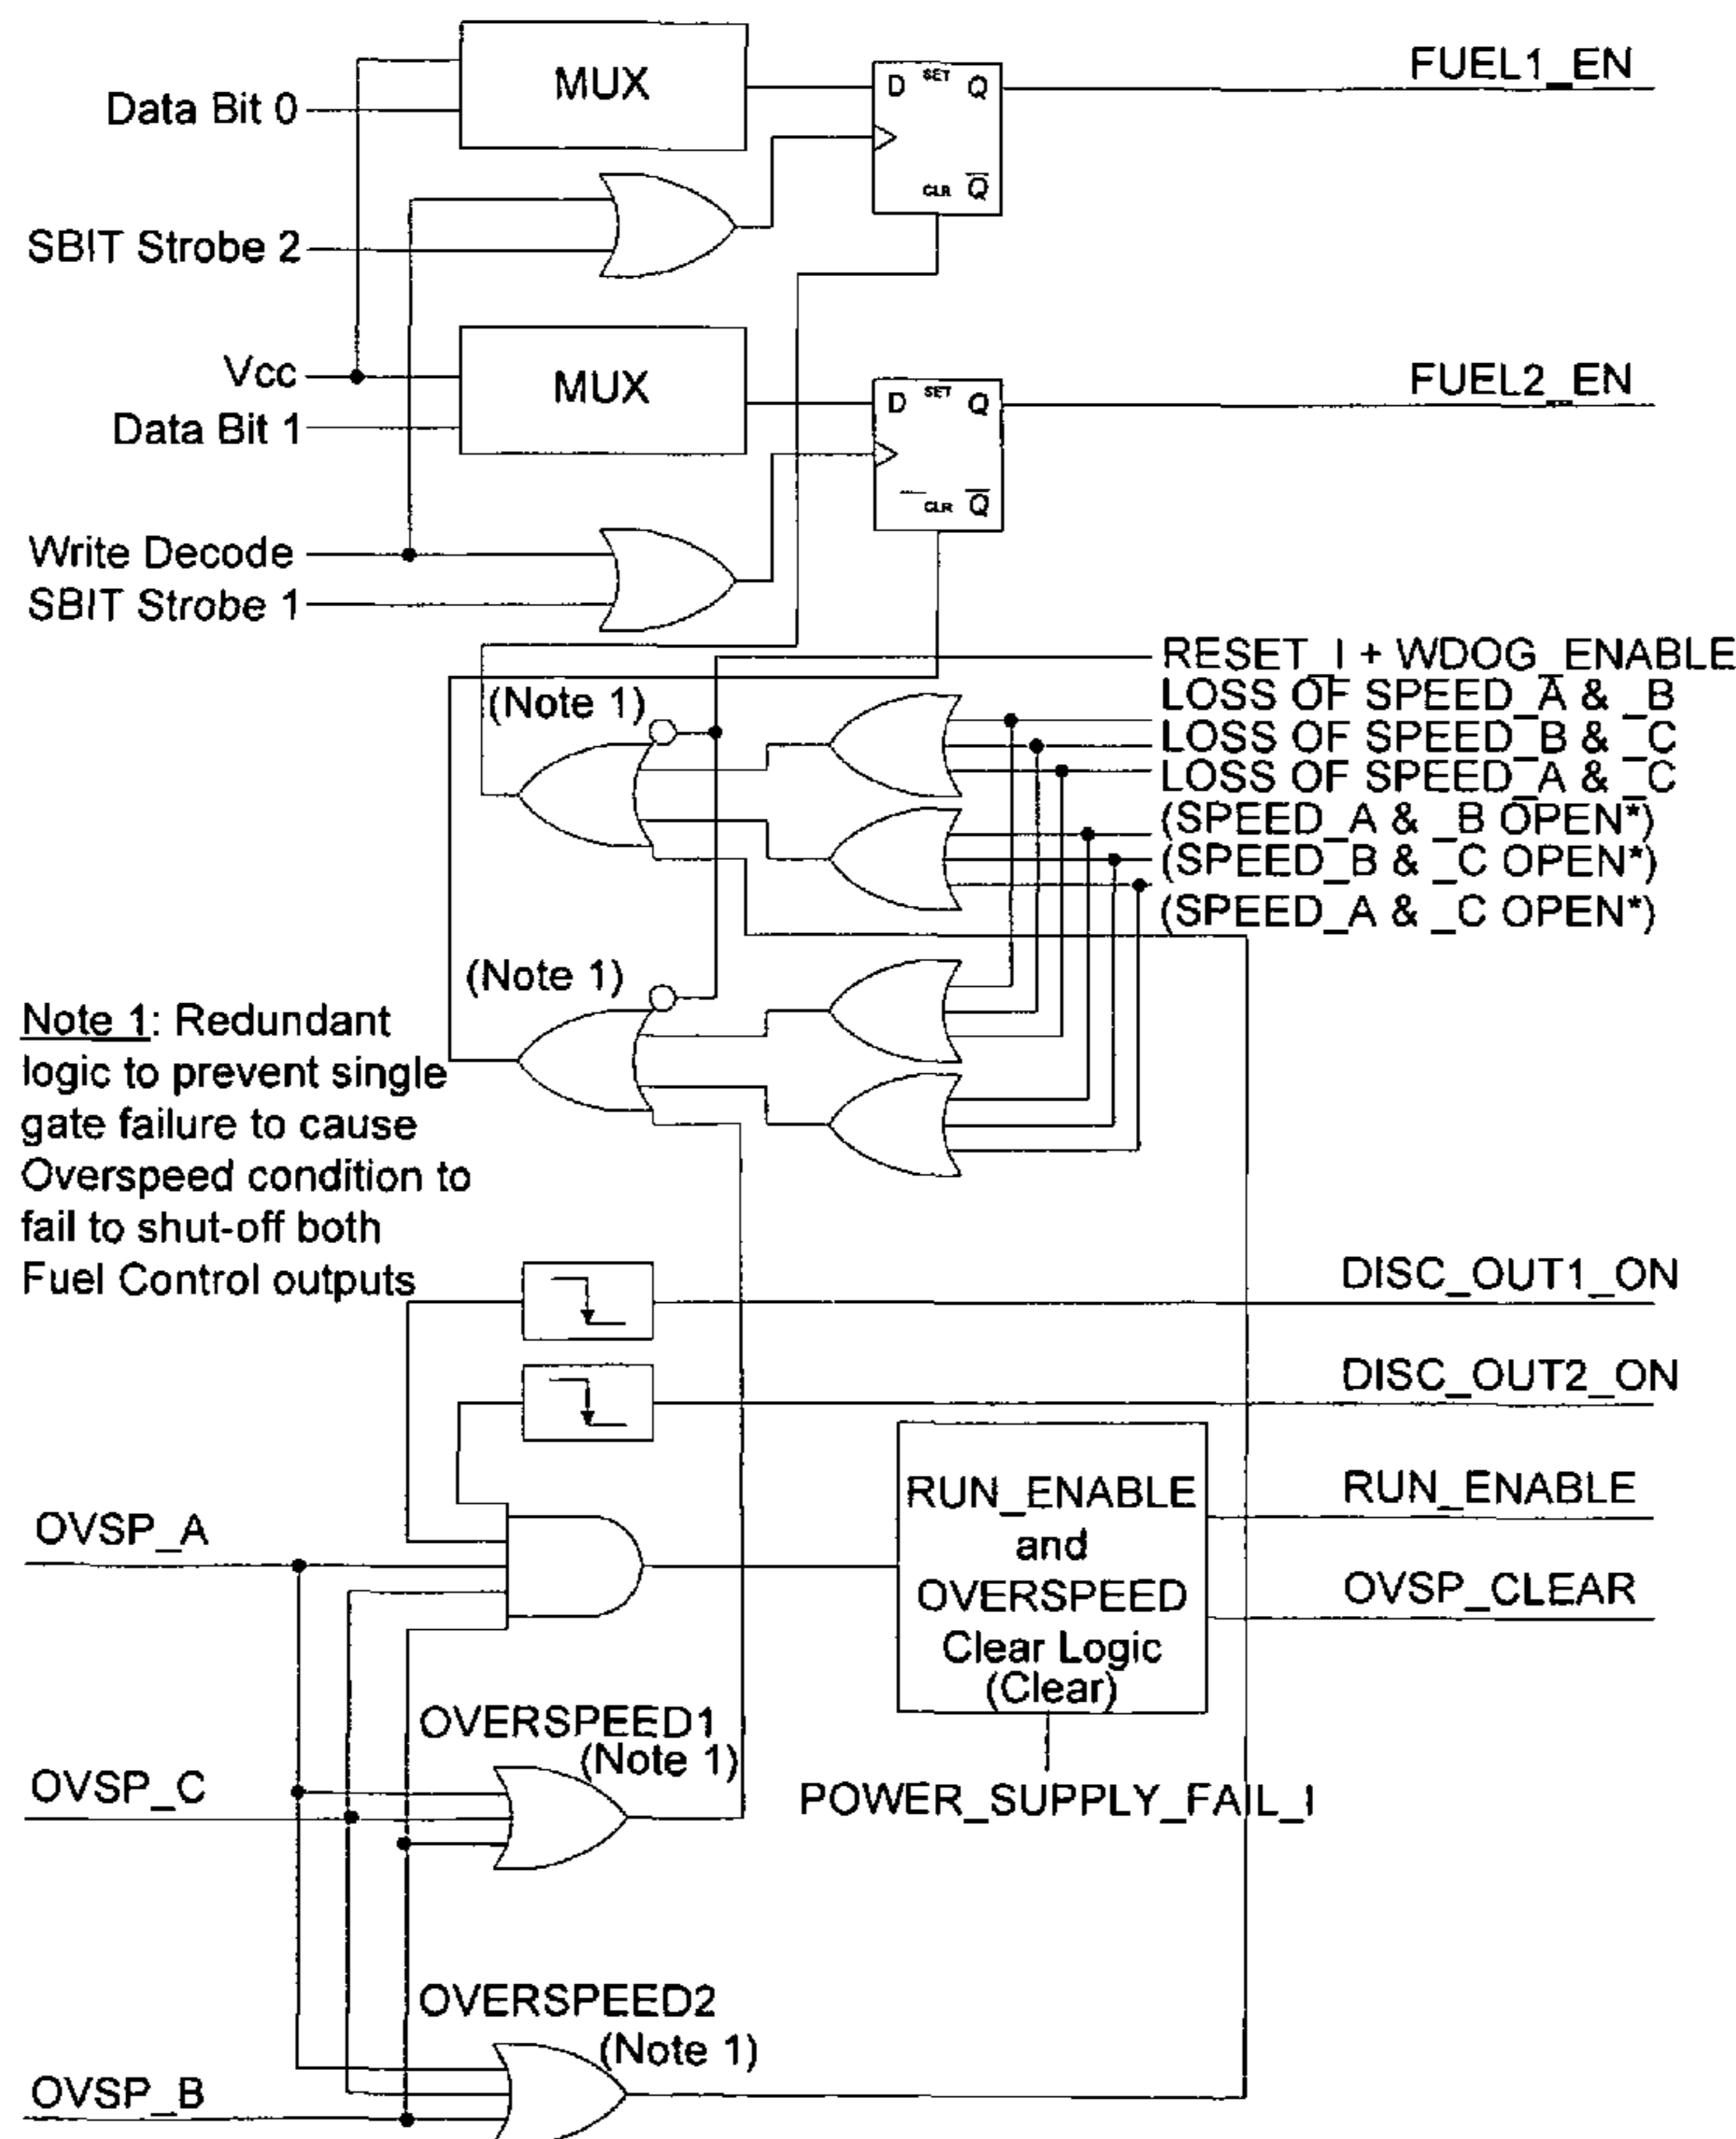 MUX
D SET Q
FUEL1_EN
Data Bit 0
CLR Q̅
SBIT Strobe 2
Vcc
MUX
D SET Q
FUEL2_EN
Data Bit 1
CLR Q̅
Write Decode
SBIT Strobe 1
RESET_I + WDOG_ENABLE
LOSS OF SPEED_A & _B
LOSS OF SPEED_B & _C
LOSS OF SPEED_A & _C
(SPEED_A & _B OPEN*)
(SPEED_B & _C OPEN*)
(SPEED_A & _C OPEN*)
(Note 1)
(Note 1)
Note 1: Redundant
logic to prevent single
gate failure to cause
Overspeed condition to
fail to shut-off both
Fuel Control outputs
DISC_OUT1_ON
DISC_OUT2_ON
RUN_ENABLE
and
OVERSPEED
Clear Logic
(Clear)
RUN_ENABLE
OVSP_CLEAR
OVSP_A
OVERSPEED1
(Note 1)
OVSP_C
POWER_SUPPLY_FAIL_I
OVERSPEED2
(Note 1)
OVSP_B